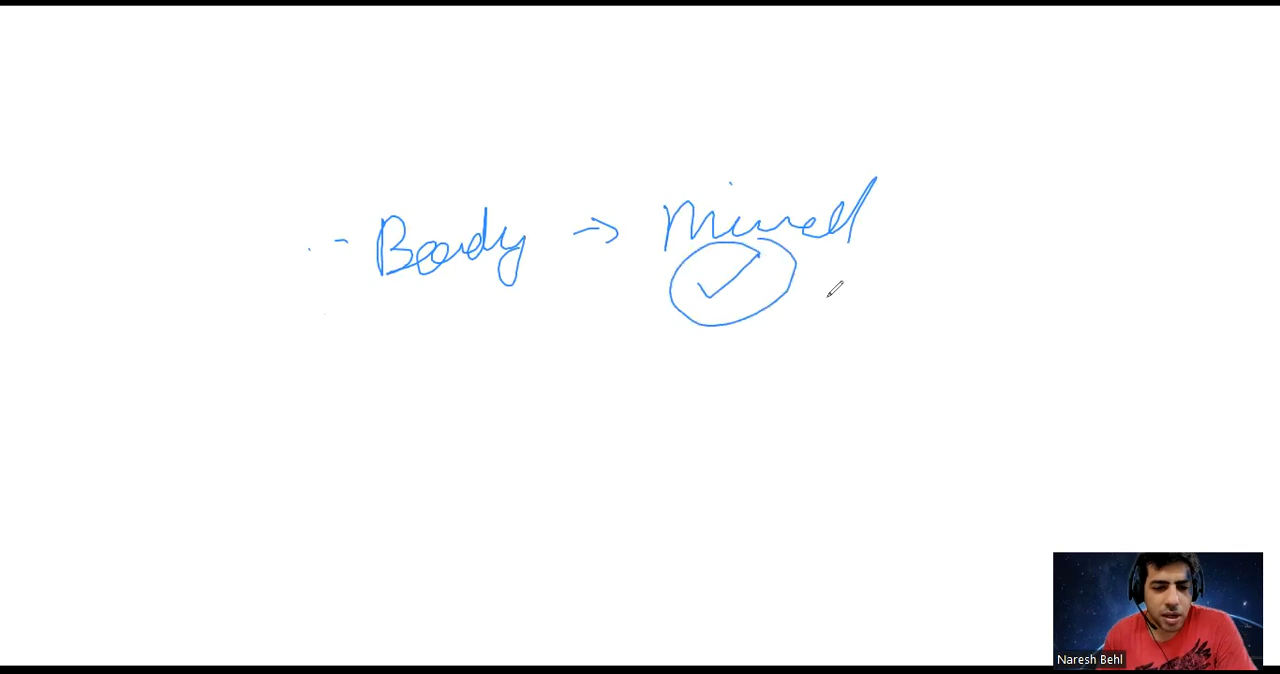 - Body → Mind
Naresh Behl